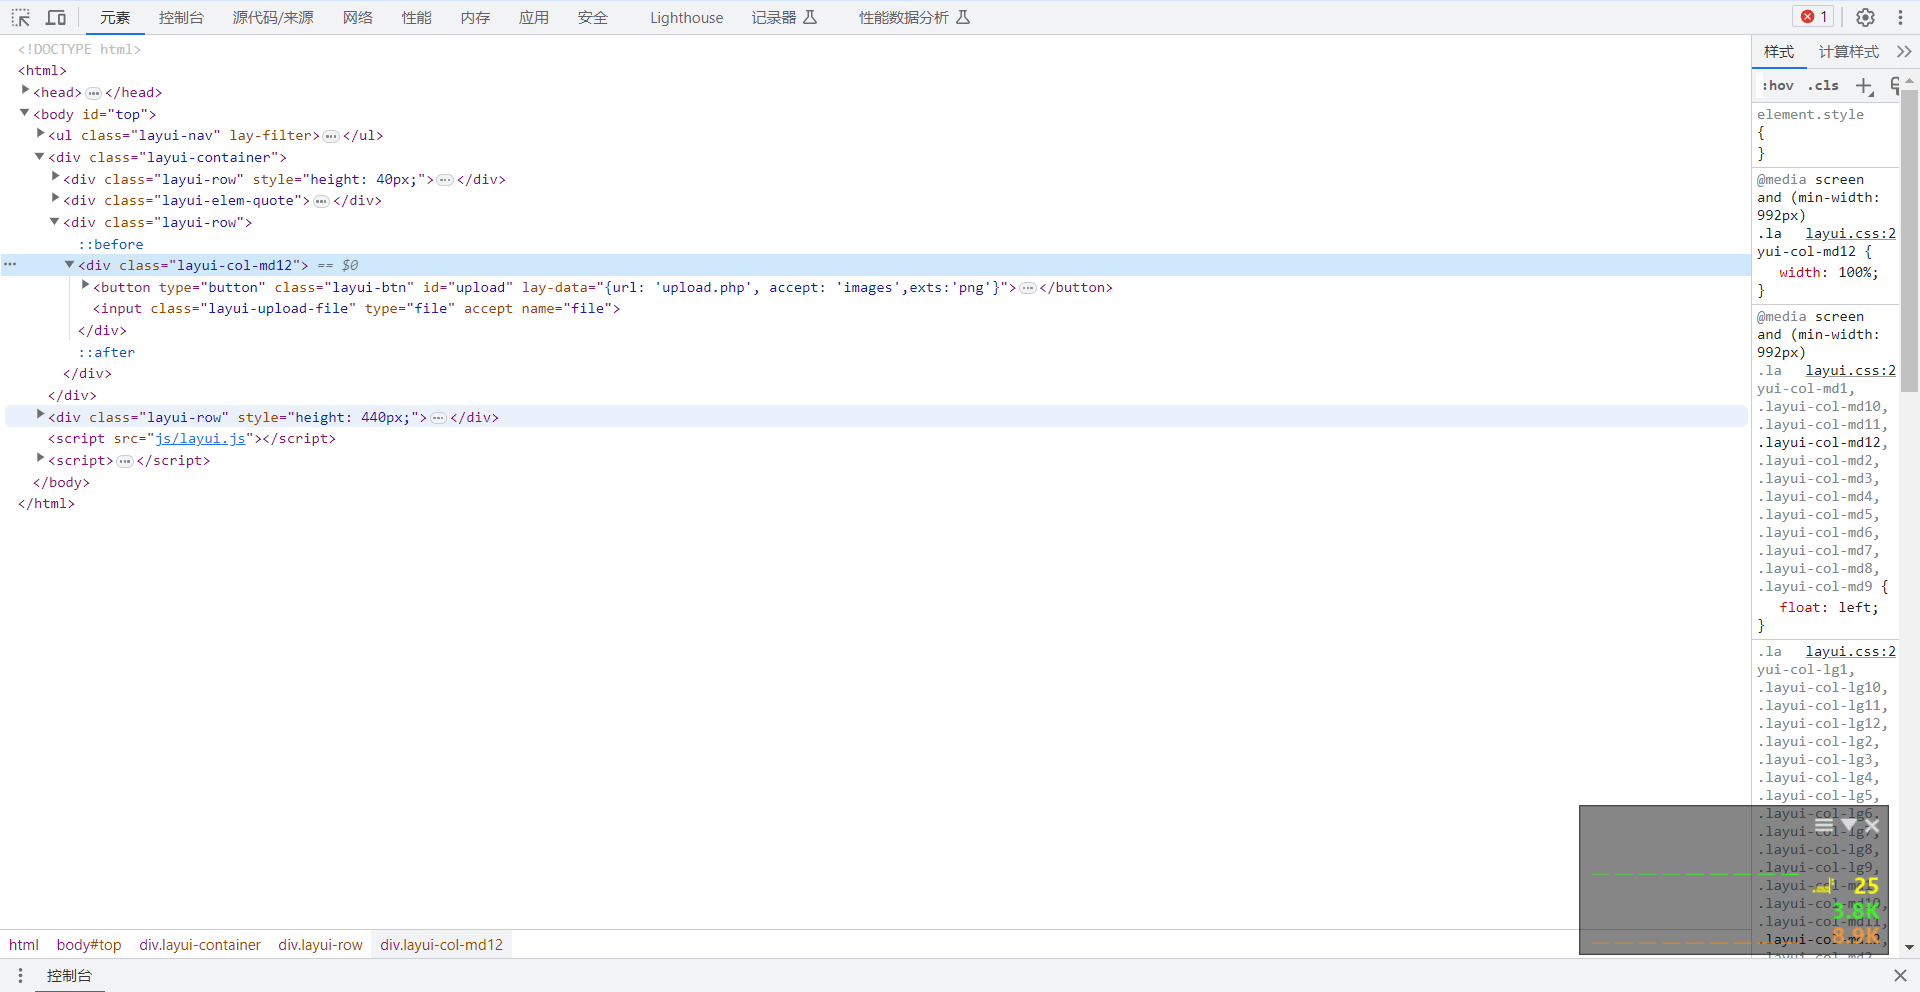 元素 控制台 源代码/来源 网络 性能 内存 应用 安全 Lighthouse 记录器 性能数据分析 1
<!DOCTYPE html>
<html>
<head>…</head>
<body id="top">
<ul class="layui-nav" lay-filter>…</ul>
<div class="layui-container">
<div class="layui-row" style="height: 40px;">…</div>
<div class="layui-elem-quote">…</div>
<div class="layui-row">
::before
<div class="layui-col-md12"> == $0
<button type="button" class="layui-btn" id="upload" lay-data="{url: 'upload.php', accept: 'images',exts:'png'}">…</button>
<input class="layui-upload-file" type="file" accept name="file">
</div>
::after
</div>
</div>
<div class="layui-row" style="height: 440px;">…</div>
<script src="js/layui.js"></script>
<script>…</script>
</body>
</html>
样式 计算样式
:hov .cls
element.style
{
}
@media screen
and (min-width:
992px)
.la layui.css:2
yui-col-md12 {
width: 100%;
}
@media screen
and (min-width:
992px)
.la layui.css:2
yui-col-md1,
.layui-col-md10,
.layui-col-md11,
.layui-col-md12,
.layui-col-md2,
.layui-col-md3,
.layui-col-md4,
.layui-col-md5,
.layui-col-md6,
.layui-col-md7,
.layui-col-md8,
.layui-col-md9 {
float: left;
}
.la layui.css:2
yui-col-lg1,
.layui-col-lg10,
.layui-col-lg11,
.layui-col-lg12,
.layui-col-lg2,
.layui-col-lg3,
.layui-col-lg4,
.layui-col-lg5,
.layui-col-lg6,
.layui-col-lg7,
.layui-col-lg8,
.layui-col-lg9,
25
3.8K
8.9K
html body#top div.layui-container div.layui-row div.layui-col-md12
控制台